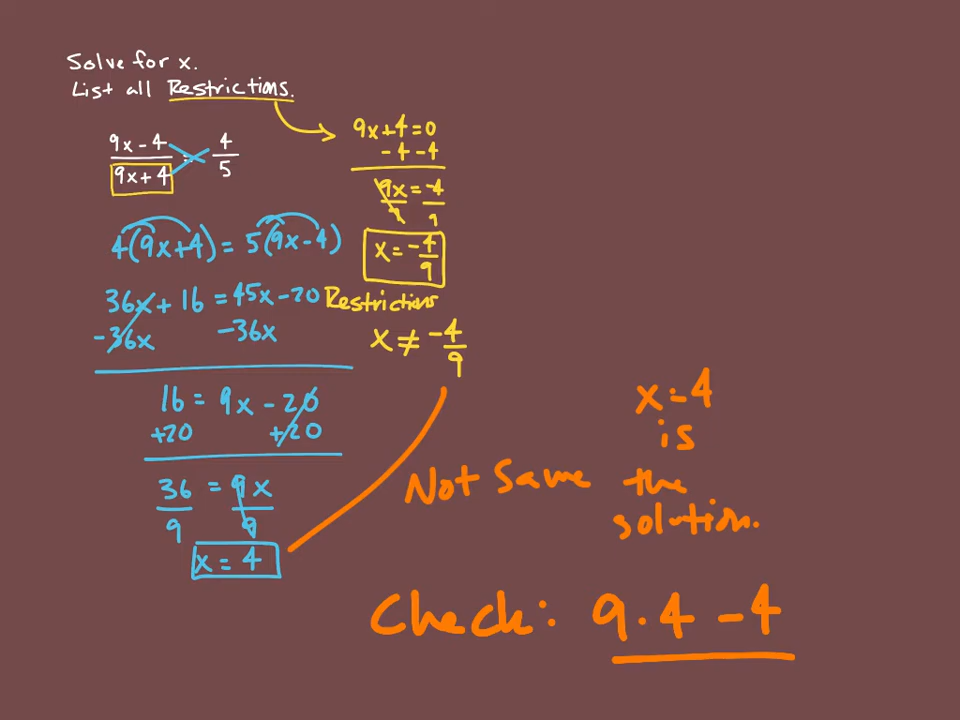 Solve for x.
List all Restrictions.
9x - 4
9x + 4
=
4
5
4(9x+4) = 5(9x-4)
36x + 16 = 45x - 20
-36x -36x
16 = 9x - 20
+20 +20
36 = 9x
9 9
x = 4
9x+4=0
-4 -4
9x = -4
9 9
x = -4
9
Restrictions
x ≠ -4
9
Not Same
x=4
is
the
solution.
Check: 9·4 - 4